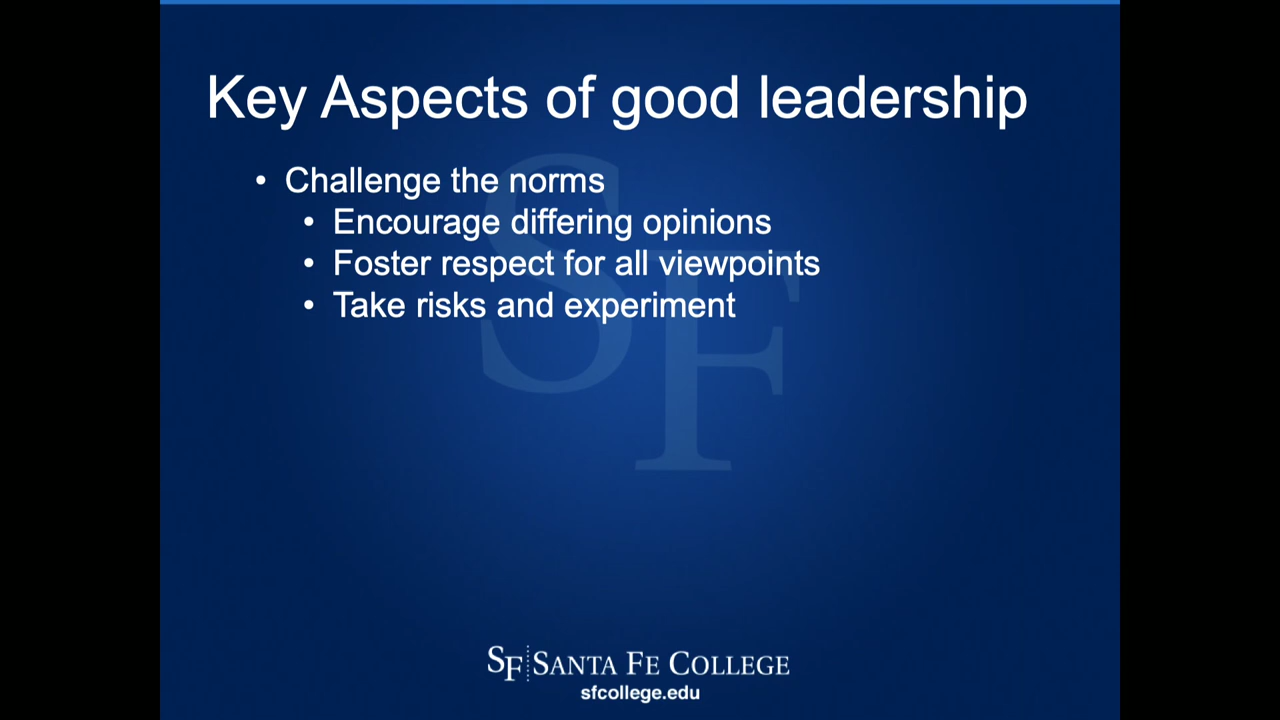 Key Aspects of good leadership
• Challenge the norms
• Encourage differing opinions
• Foster respect for all viewpoints
• Take risks and experiment
SF
SF SANTA FE COLLEGE
sfcollege.edu